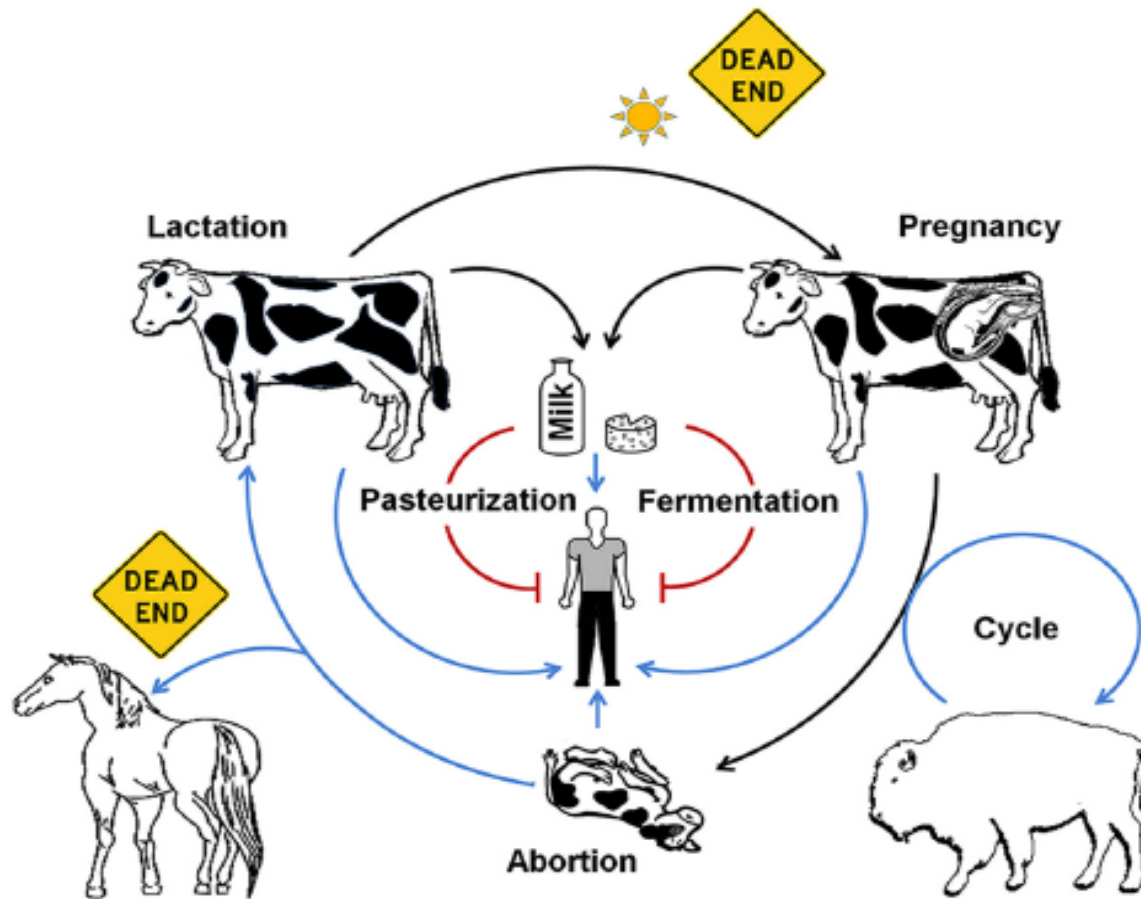 DEAD
END
Lactation
Pregnancy
Milk
Pasteurization
Fermentation
DEAD
END
Cycle
Abortion